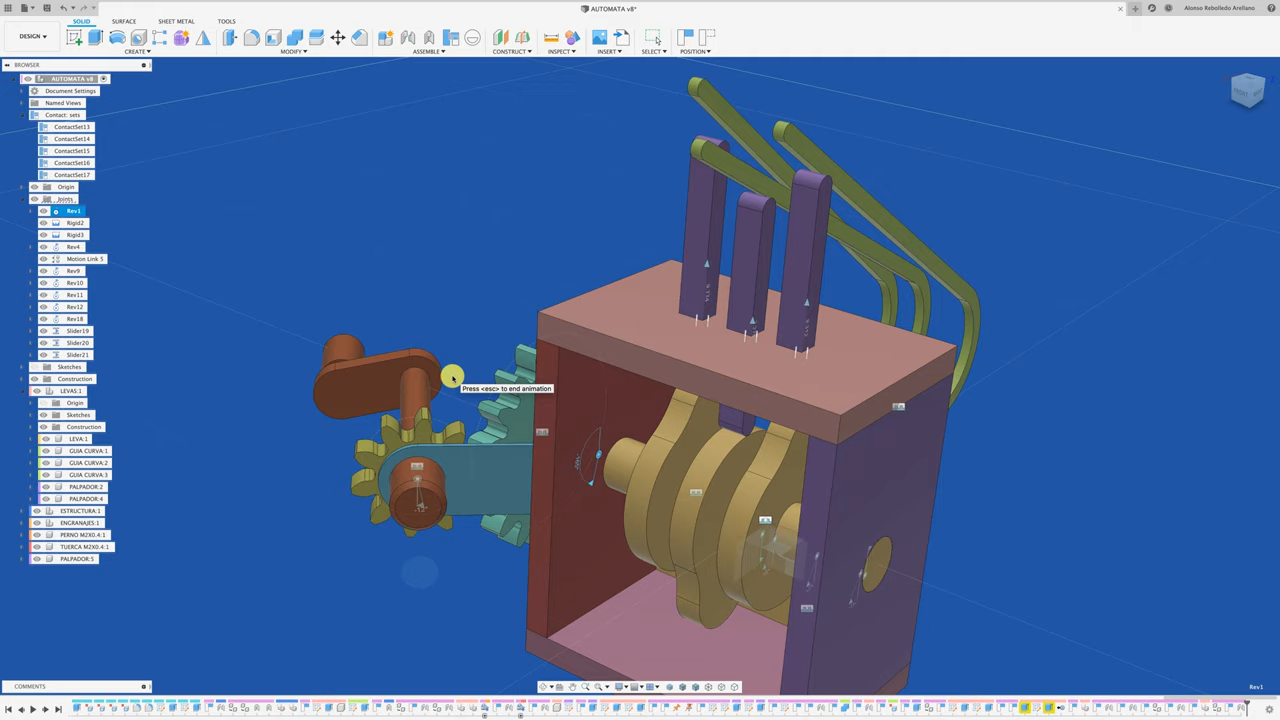 AUTOMATA v8*
Alonso Rebolledo Arellano
SOLID
SURFACE
SHEET METAL
TOOLS
DESIGN
CREATE
MODIFY
ASSEMBLE
CONSTRUCT
INSPECT
INSERT
SELECT
POSITION
BROWSER
AUTOMATA v8
Document Settings
Named Views
Contact: sets
ContactSet13
ContactSet14
ContactSet15
ContactSet16
ContactSet17
Origin
Joints
Rev1
Rigid2
Rigid3
Rev4
Motion Link 5
Rev9
Rev10
Rev11
Rev12
Rev18
Slider19
Slider20
Slider21
Sketches
Construction
LEVAS:1
Origin
Sketches
Construction
LEVA:1
GUIA CURVA:1
GUIA CURVA:2
GUIA CURVA:3
PALPADOR:2
PALPADOR:4
ESTRUCTURA:1
ENGRANAJES:1
PERNO M2X0.4:1
TUERCA M2X0.4:1
PALPADOR:5
Press <esc> to end animation
COMMENTS
Rev1